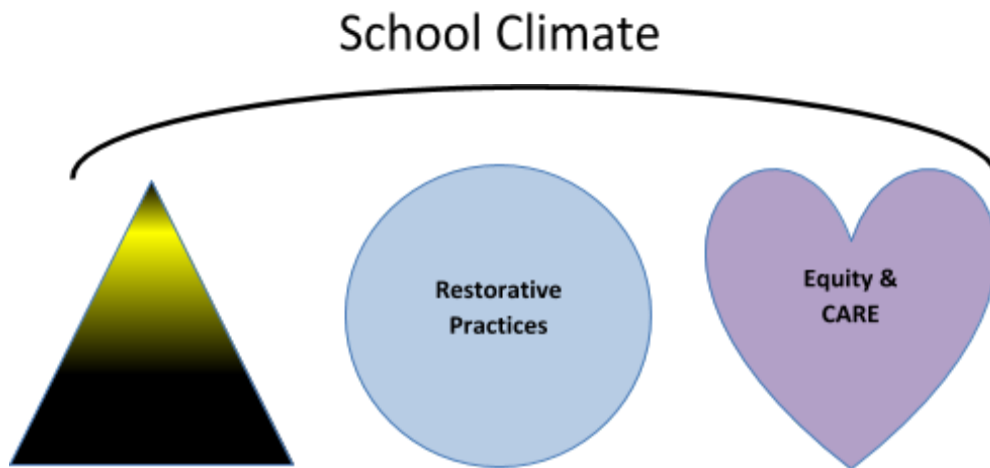 School Climate
Restorative
Practices
Equity &
CARE